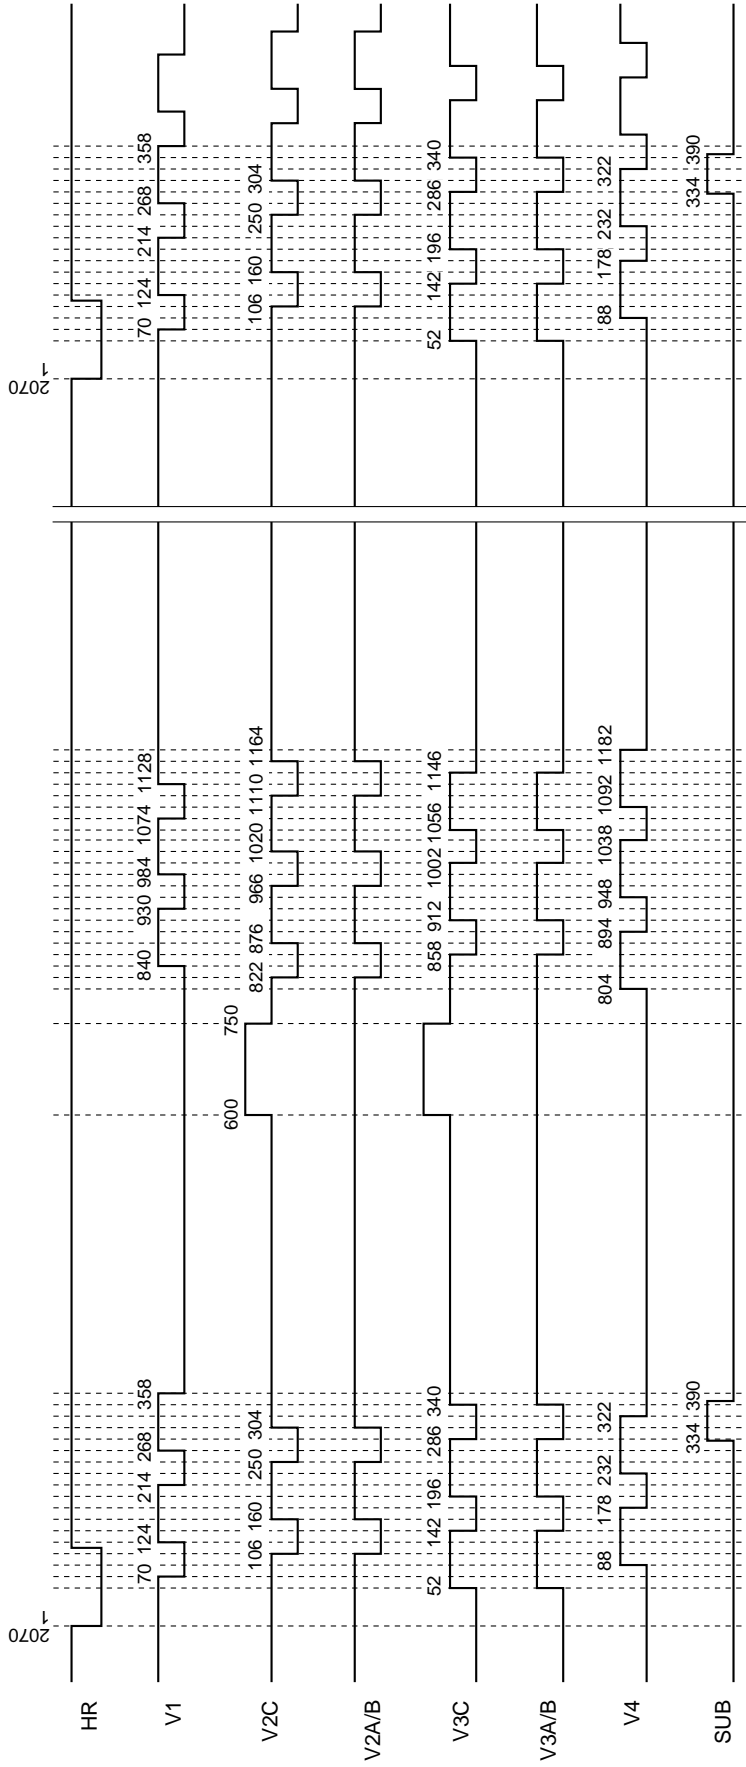 2070 1 2070 1
HR
70 124 214 268 358 840 930 984 1074 1128 70 124 214 268 358
V1
600 750
106 160 250 304 822 876 966 1020 1110 1164 106 160 250 304
V2C
V2A/B
52 142 196 286 340 858 912 1002 1056 1146 52 142 196 286 340
V3C
V3A/B
88 178 232 322 804 894 948 1038 1092 1182 88 178 232 322
V4
334 390 334 390
SUB